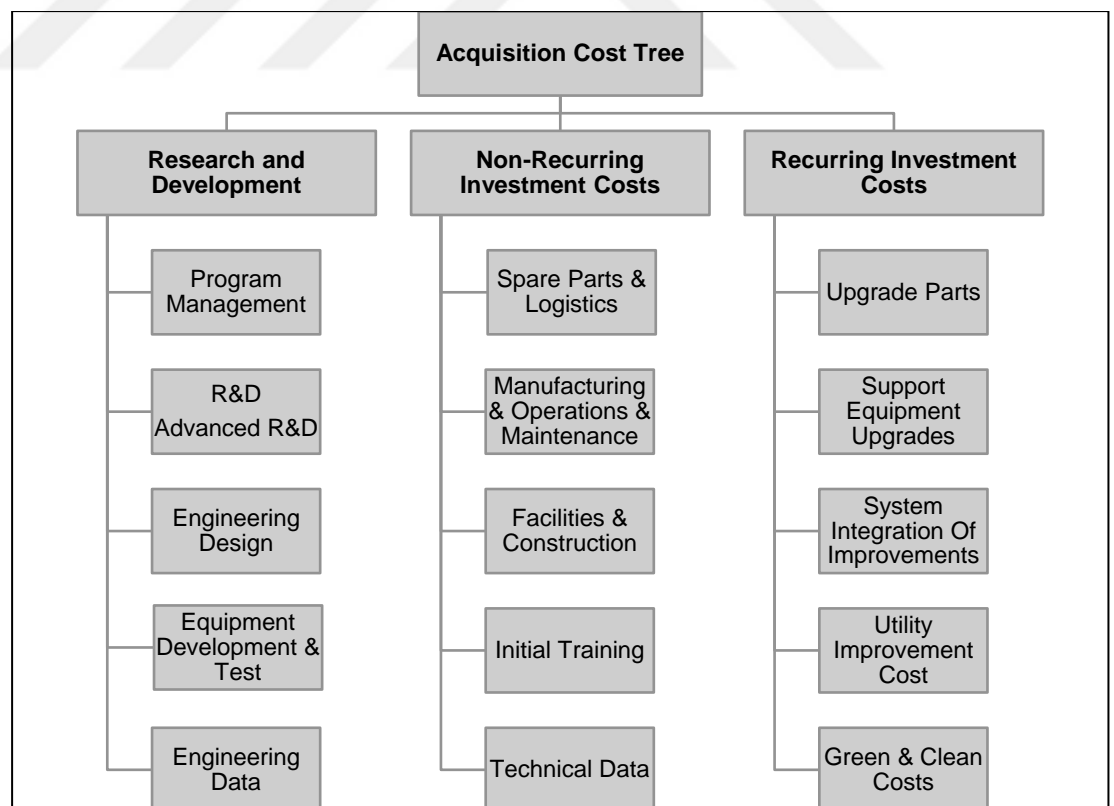 Acquisition Cost Tree
Research and
Development
Program
Management
R&D
Advanced R&D
Engineering
Design
Equipment
Development &
Test
Engineering
Data
Non-Recurring
Investment Costs
Spare Parts &
Logistics
Manufacturing
& Operations &
Maintenance
Facilities &
Construction
Initial Training
Technical Data
Recurring Investment
Costs
Upgrade Parts
Support
Equipment
Upgrades
System
Integration Of
Improvements
Utility
Improvement
Cost
Green & Clean
Costs